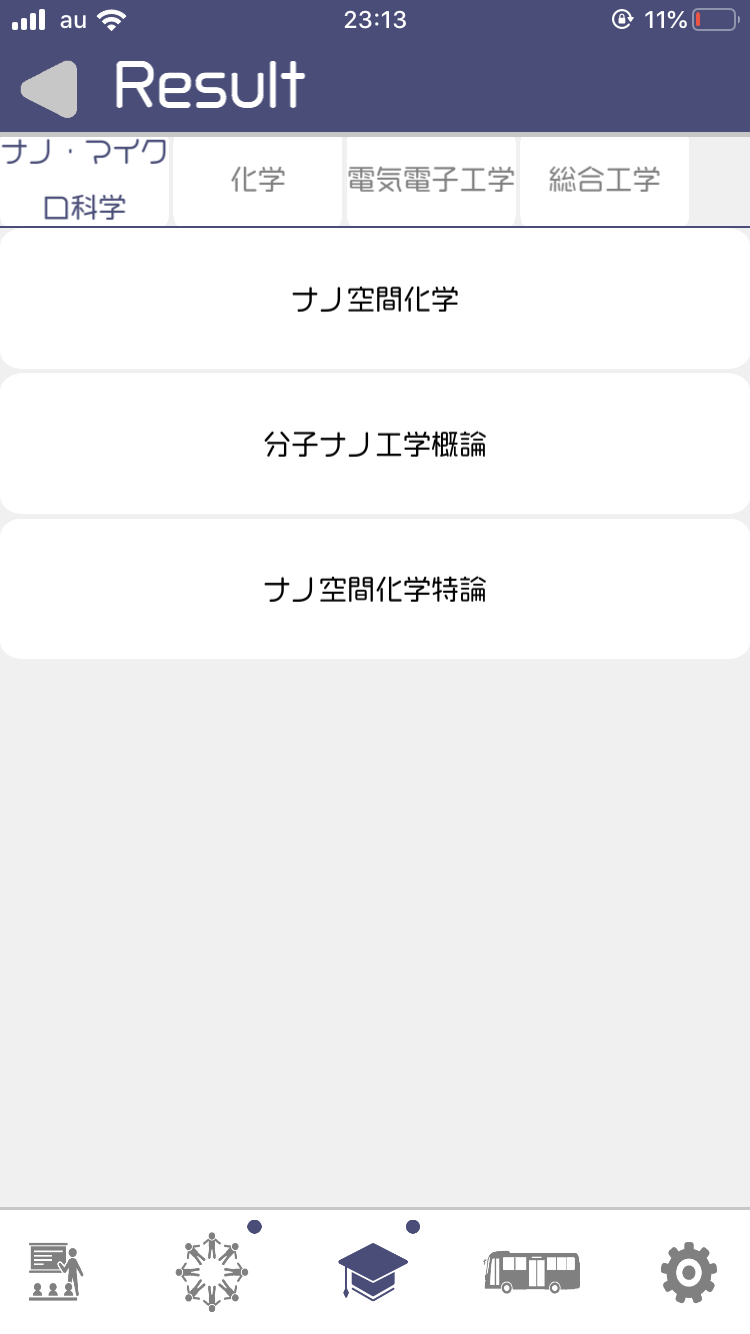 au 23:13 11%
Result
ナノ・マイク
ロ科学
化学
電気電子工学
総合工学
ナノ空間化学
分子ナノ工学概論
ナノ空間化学特論